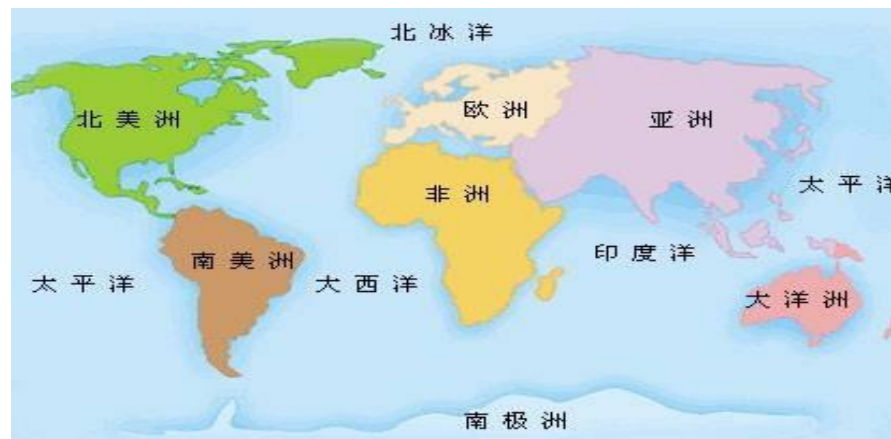 北冰洋
北美洲
欧洲
亚洲
非洲
太平洋
南美洲
印度洋
太平洋
大西洋
大洋洲
南极洲